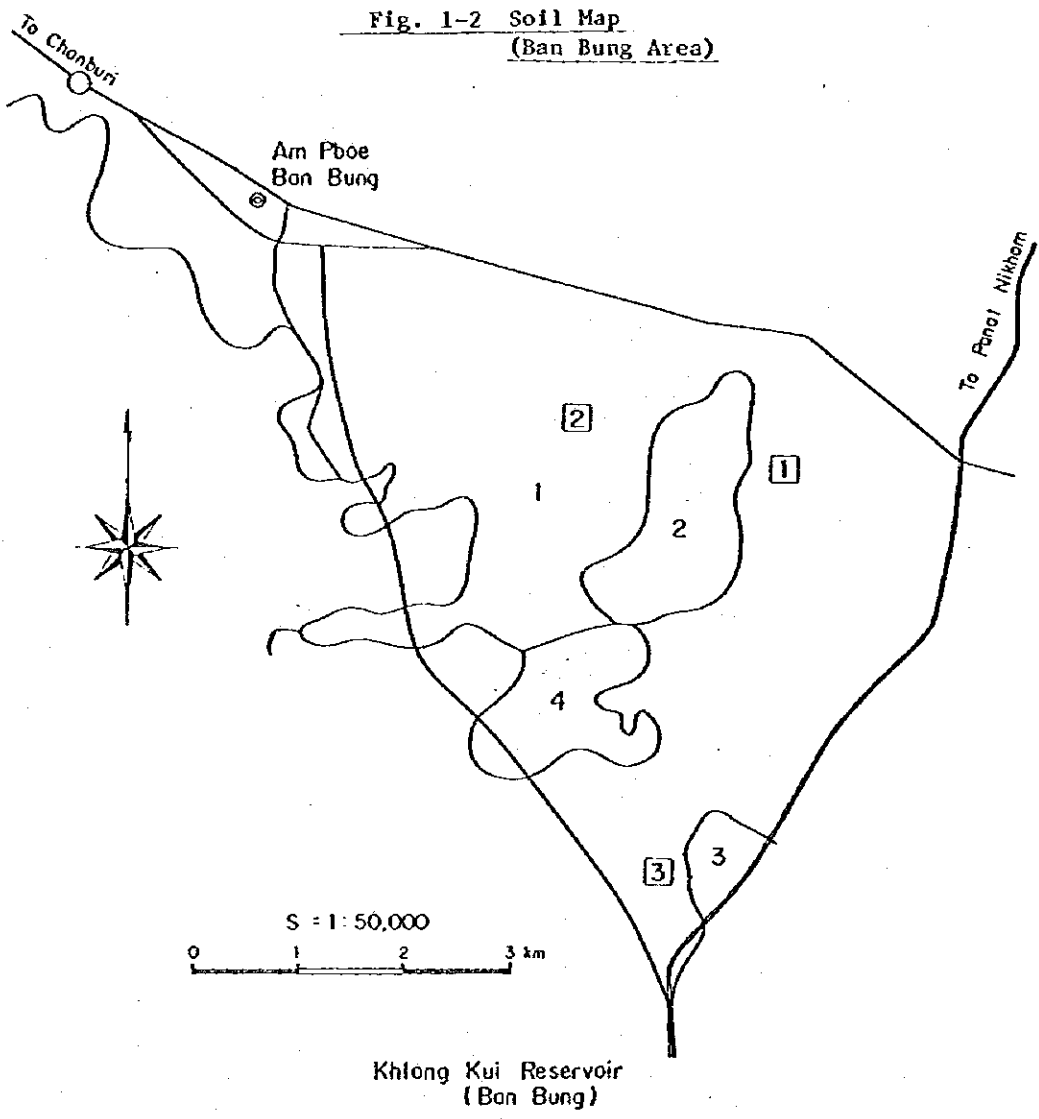 Fig. 1-2 Soil Map
(Ban Bung Area)
To Chonburi
Am Phoe
Ban Bung
To Panat Nikhom
2
1
1
2
4
3
3
S = 1:50,000
0 1 2 3 km
Khlong Kui Reservoir
(Ban Bung)